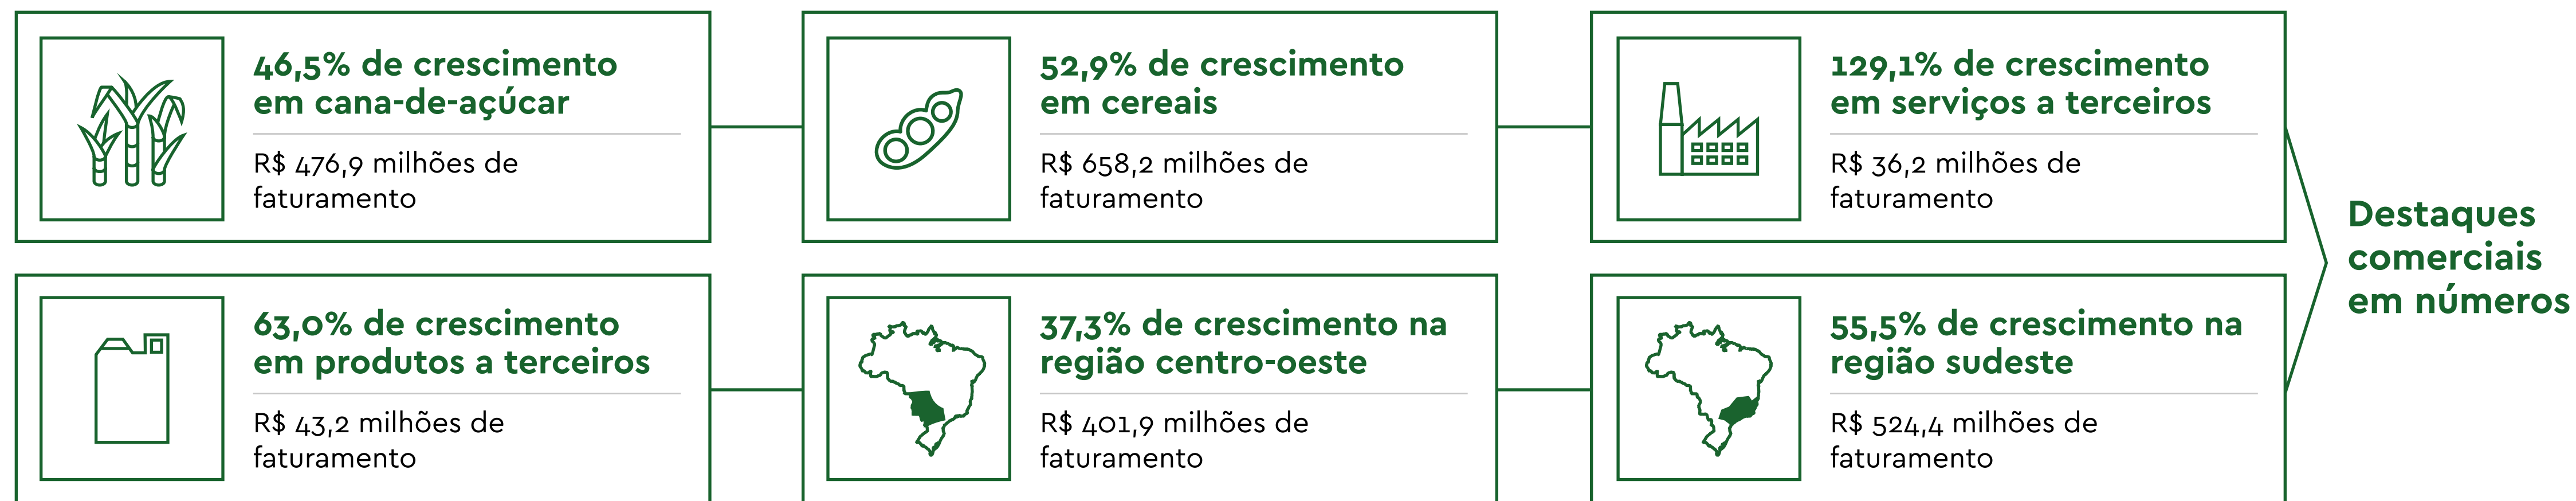 46,5% de crescimento
em cana-de-açúcar
R$ 476,9 milhões de
faturamento
52,9% de crescimento
em cereais
R$ 658,2 milhões de
faturamento
129,1% de crescimento
em serviços a terceiros
R$ 36,2 milhões de
faturamento
63,0% de crescimento
em produtos a terceiros
R$ 43,2 milhões de
faturamento
37,3% de crescimento na
região centro-oeste
R$ 401,9 milhões de
faturamento
55,5% de crescimento na
região sudeste
R$ 524,4 milhões de
faturamento
Destaques
comerciais
em números